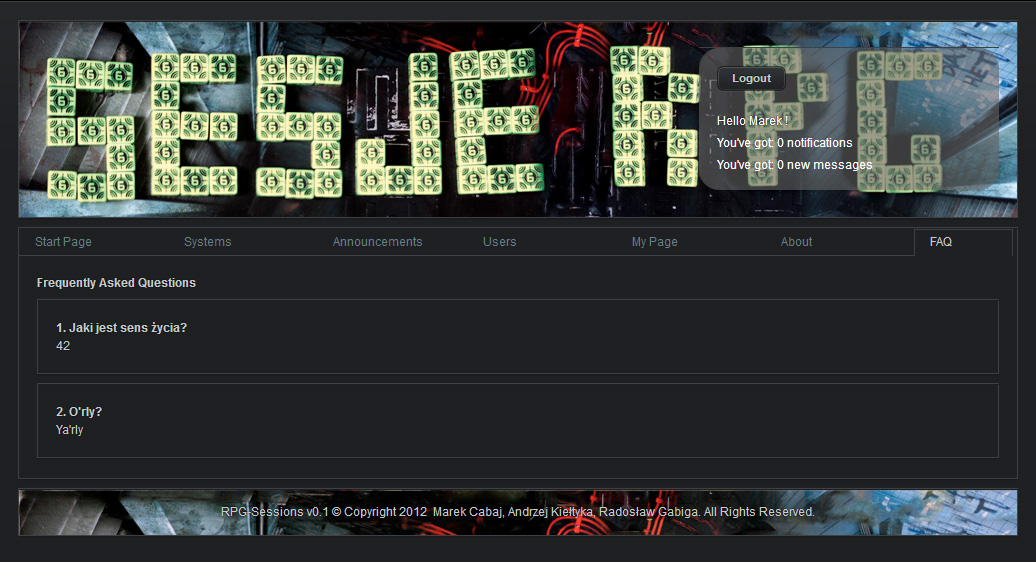 SESJE RPG
Logout
Hello Marek !
You've got: 0 notifications
You've got: 0 new messages
Start Page
Systems
Announcements
Users
My Page
About
FAQ
Frequently Asked Questions
1. Jaki jest sens życia?
42
2. O'rly?
Ya'rly
RPG-Sessions v0.1 © Copyright 2012 Marek Cabaj, Andrzej Kiełtyka, Radosław Gabiga. All Rights Reserved.